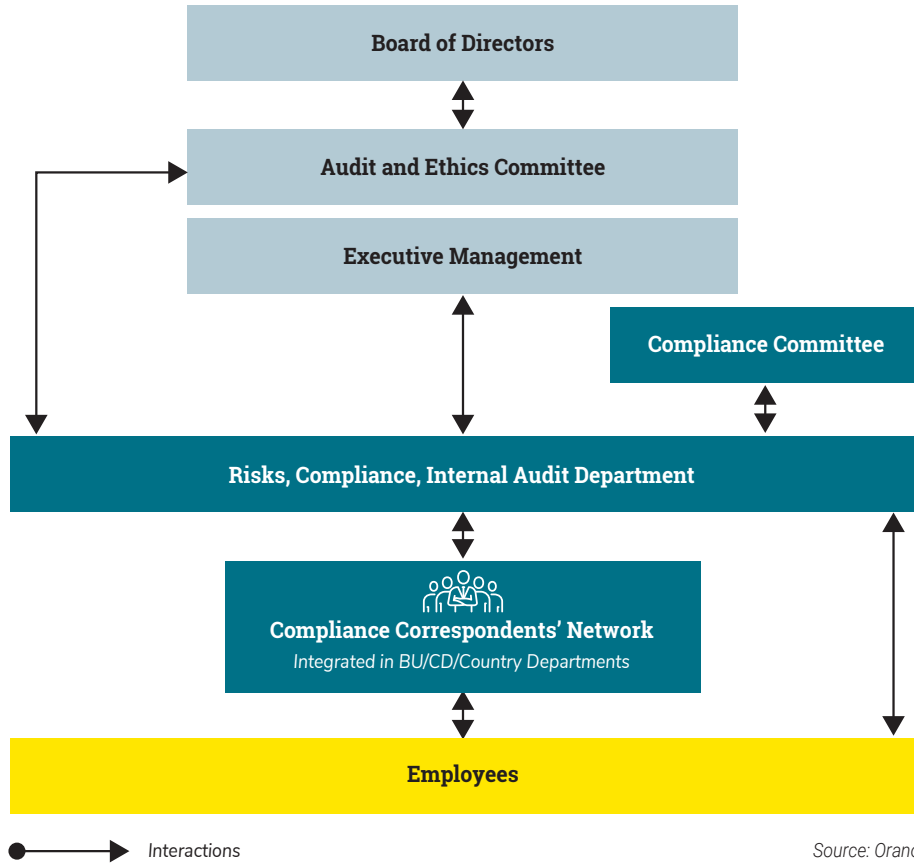 Board of Directors
Audit and Ethics Committee
Executive Management
Compliance Committee
Risks, Compliance, Internal Audit Department
Compliance Correspondents’ Network
Integrated in BU/CD/Country Departments
Employees
Interactions
Source: